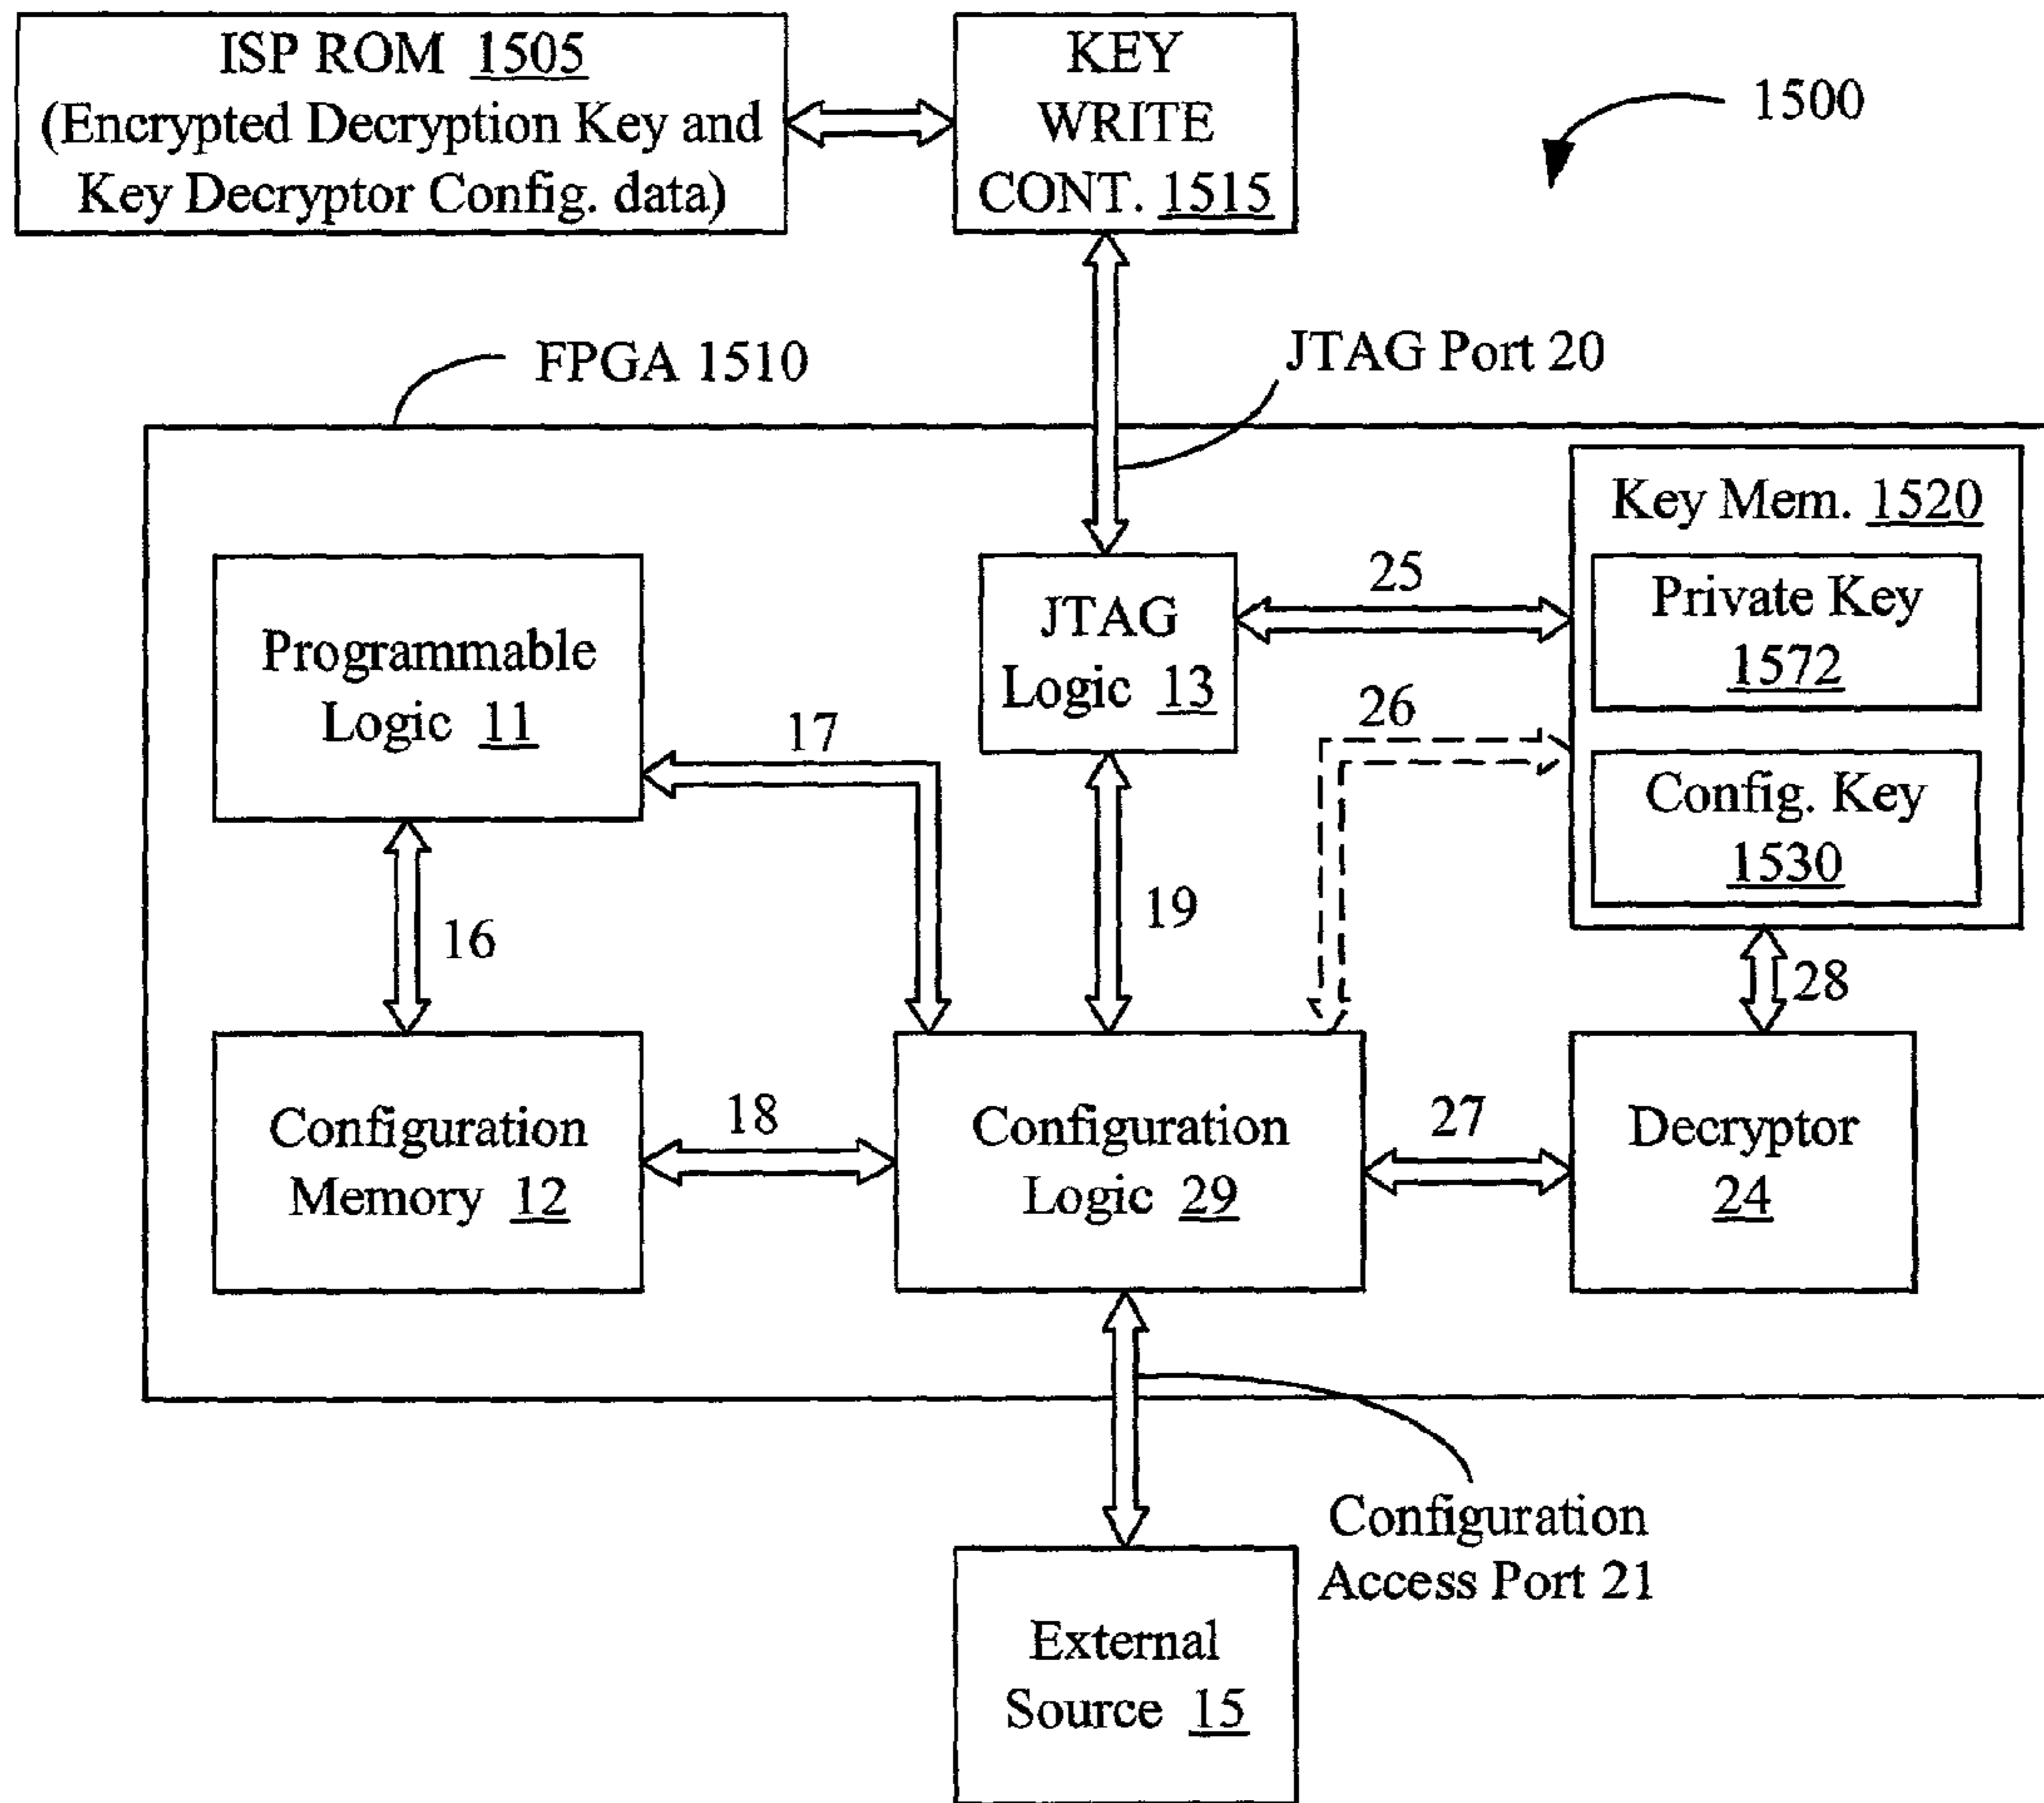 ISP ROM 1505
(Encrypted Decryption Key and
Key Decryptor Config. data)
KEY
WRITE
CONT. 1515
1500
FPGA 1510
JTAG Port 20
Key Mem. 1520
Private Key
1572
Config. Key
1530
25
JTAG
Logic 13
Programmable
Logic 11
17
26
16
19
28
Configuration
Memory 12
18
Configuration
Logic 29
27
Decryptor
24
Configuration
Access Port 21
External
Source 15